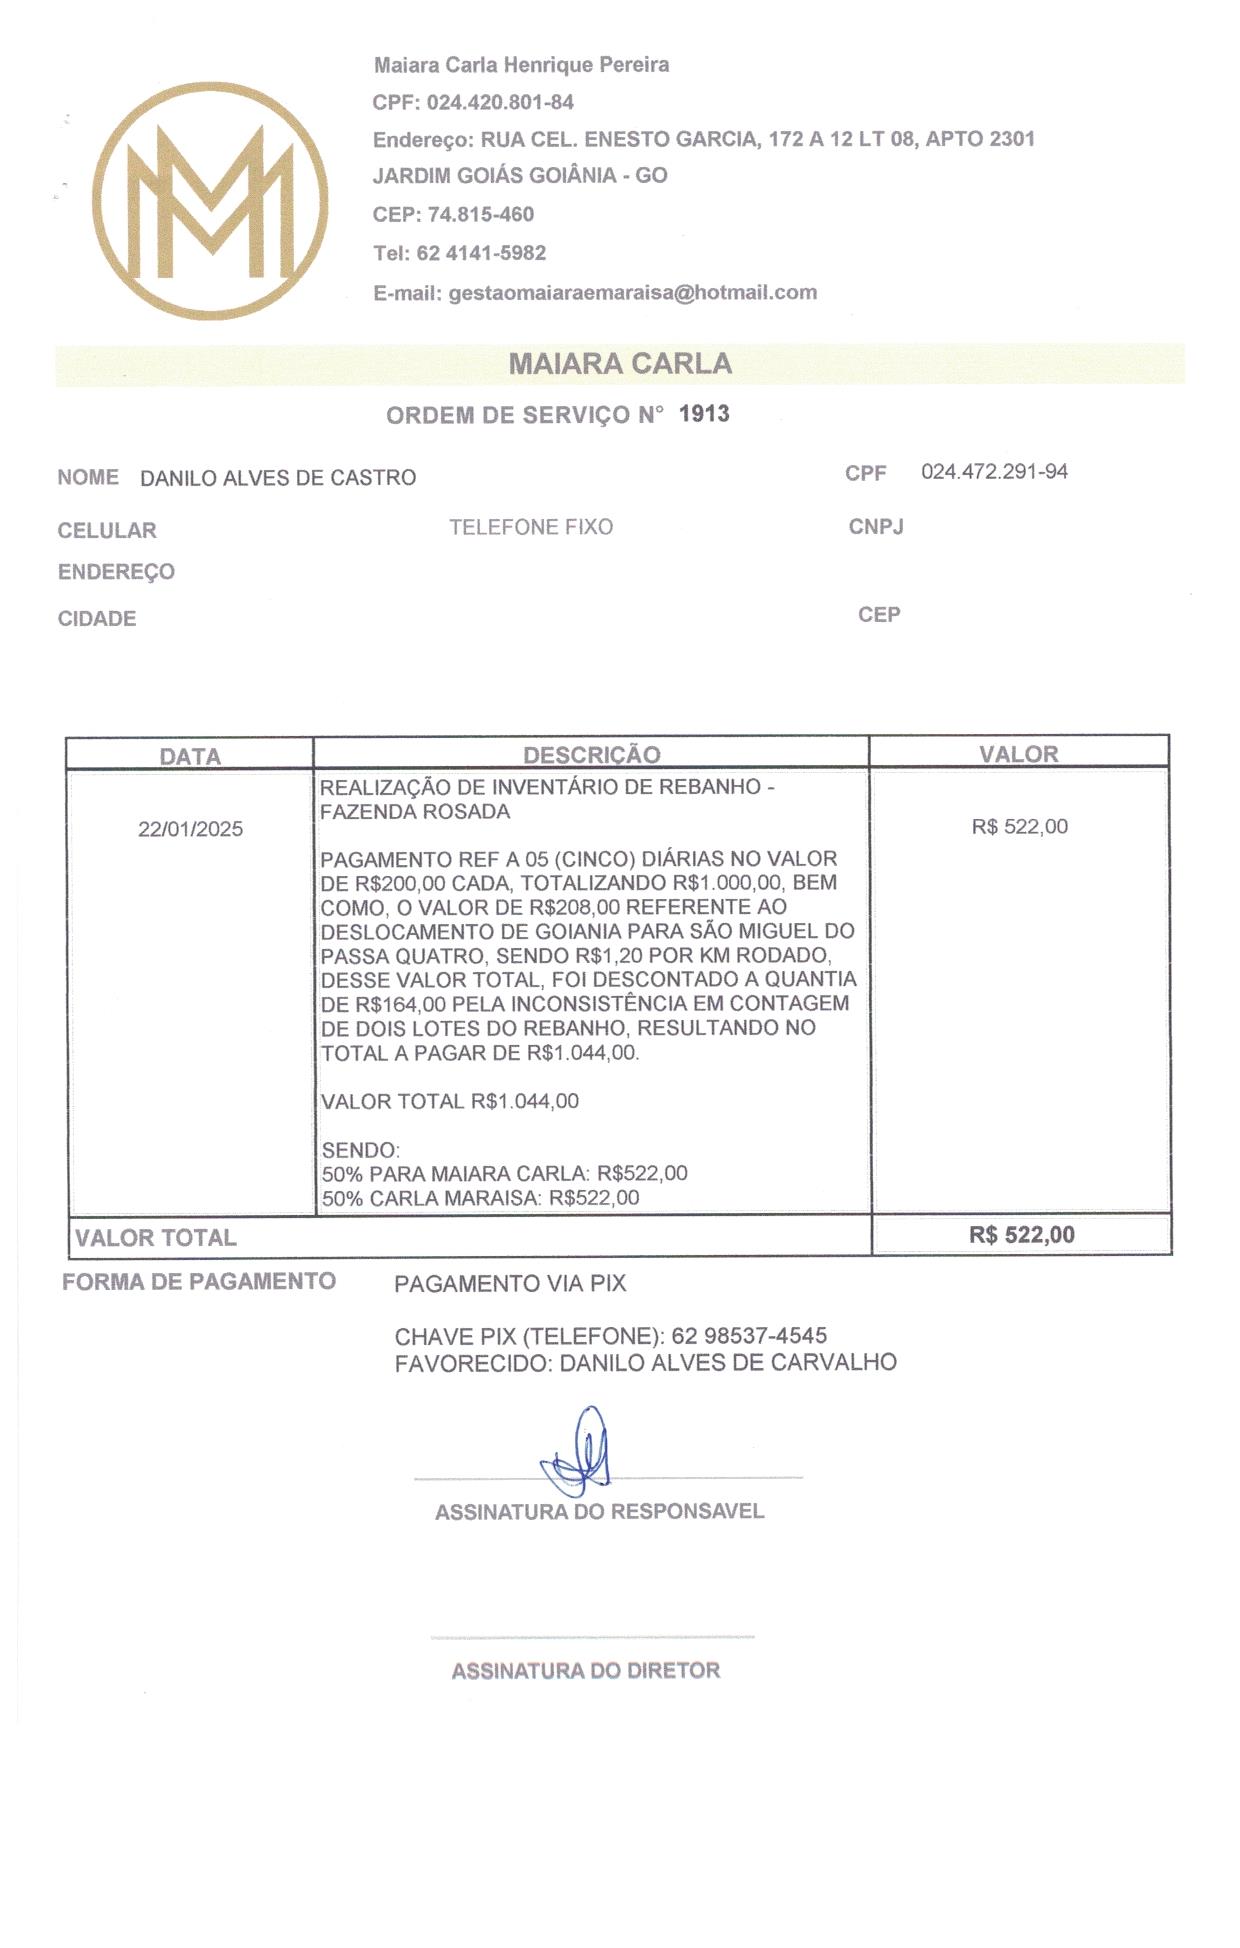 Maiara Carla Henrique Pereira
CPF: 024.420.801-84
Endereço: RUA CEL. ENESTO GARCIA, 172 A 12 LT 08, APTO 2301
JARDIM GOIÁS GOIÂNIA - GO
CEP: 74.815-460
Tel: 62 4141-5982
E-mail: gestaomaiaraemaraisa@hotmail.com
MAIARA CARLA
ORDEM DE SERVIÇO N° 1913
NOME DANILO ALVES DE CASTRO CPF 024.472.291-94
CELULAR TELEFONE FIXO CNPJ
ENDEREÇO
CIDADE CEP
DATA DESCRIÇÃO VALOR
REALIZAÇÃO DE INVENTÁRIO DE REBANHO -
FAZENDA ROSADA
22/01/2025 R$ 522,00
PAGAMENTO REF A 05 (CINCO) DIÁRIAS NO VALOR
DE R$200,00 CADA, TOTALIZANDO R$1.000,00, BEM
COMO, O VALOR DE R$208,00 REFERENTE AO
DESLOCAMENTO DE GOIANIA PARA SÃO MIGUEL DO
PASSA QUATRO, SENDO R$1,20 POR KM RODADO,
DESSE VALOR TOTAL, FOI DESCONTADO A QUANTIA
DE R$164,00 PELA INCONSISTÊNCIA EM CONTAGEM
DE DOIS LOTES DO REBANHO, RESULTANDO NO
TOTAL A PAGAR DE R$1.044,00.
VALOR TOTAL R$1.044,00
SENDO:
50% PARA MAIARA CARLA: R$522,00
50% CARLA MARAISA: R$522,00
VALOR TOTAL R$ 522,00
FORMA DE PAGAMENTO PAGAMENTO VIA PIX
CHAVE PIX (TELEFONE): 62 98537-4545
FAVORECIDO: DANILO ALVES DE CARVALHO
ASSINATURA DO RESPONSAVEL
ASSINATURA DO DIRETOR